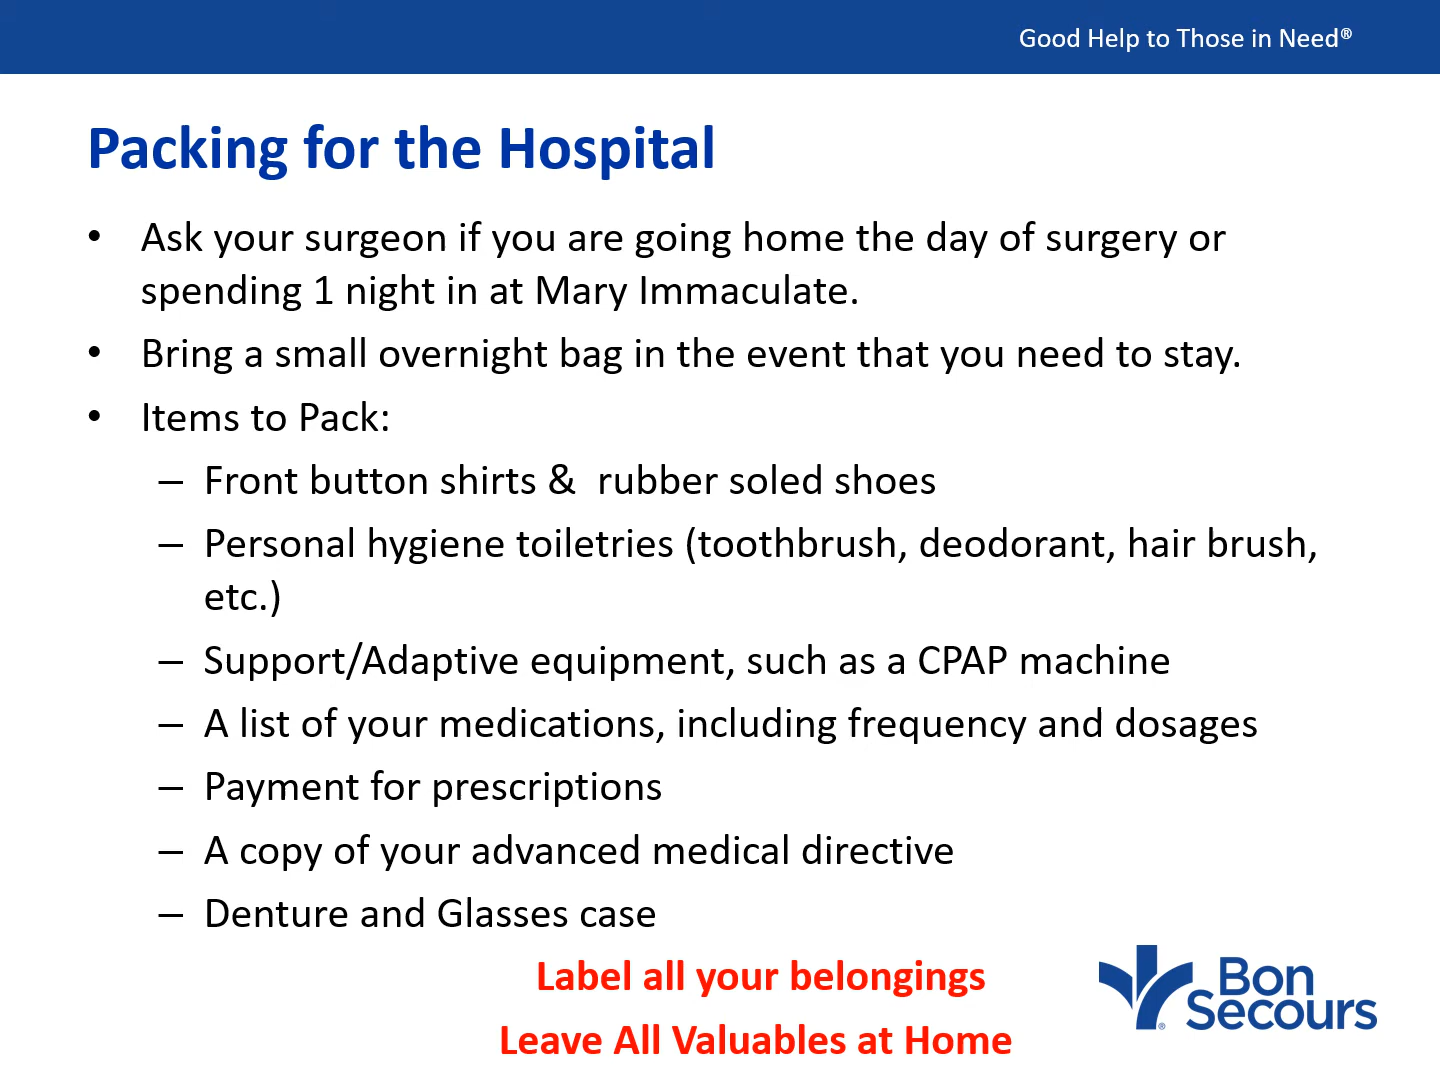 Good Help to Those in Need®
Packing for the Hospital
• Ask your surgeon if you are going home the day of surgery or
spending 1 night in at Mary Immaculate.
• Bring a small overnight bag in the event that you need to stay.
• Items to Pack:
– Front button shirts &  rubber soled shoes
– Personal hygiene toiletries (toothbrush, deodorant, hair brush,
etc.)
– Support/Adaptive equipment, such as a CPAP machine
– A list of your medications, including frequency and dosages
– Payment for prescriptions
– A copy of your advanced medical directive
– Denture and Glasses case
Label all your belongings
Leave All Valuables at Home
Bon
Secours
®